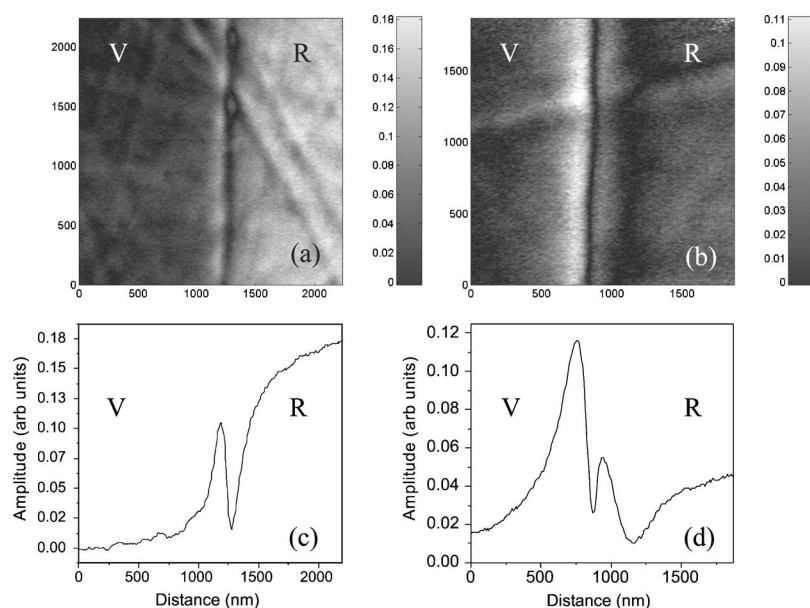 V R
2000
1500
1000
500
0
0 500 1000 1500 2000
(a)
0.18
0.16
0.14
0.12
0.1
0.08
0.06
0.04
0.02
0
V R
1500
1000
500
0
0 500 1000 1500
(b)
0.11
0.1
0.09
0.08
0.07
0.06
0.05
0.04
0.03
0.02
0.01
0
Amplitude (arb units)
0.18
0.15
0.13
0.10
0.07
0.05
0.02
0.00
V R
(c)
0 500 1000 1500 2000
Distance (nm)
Amplitude (arb units)
0.12
0.10
0.08
0.06
0.04
0.02
0.00
V R
(d)
0 500 1000 1500
Distance (nm)